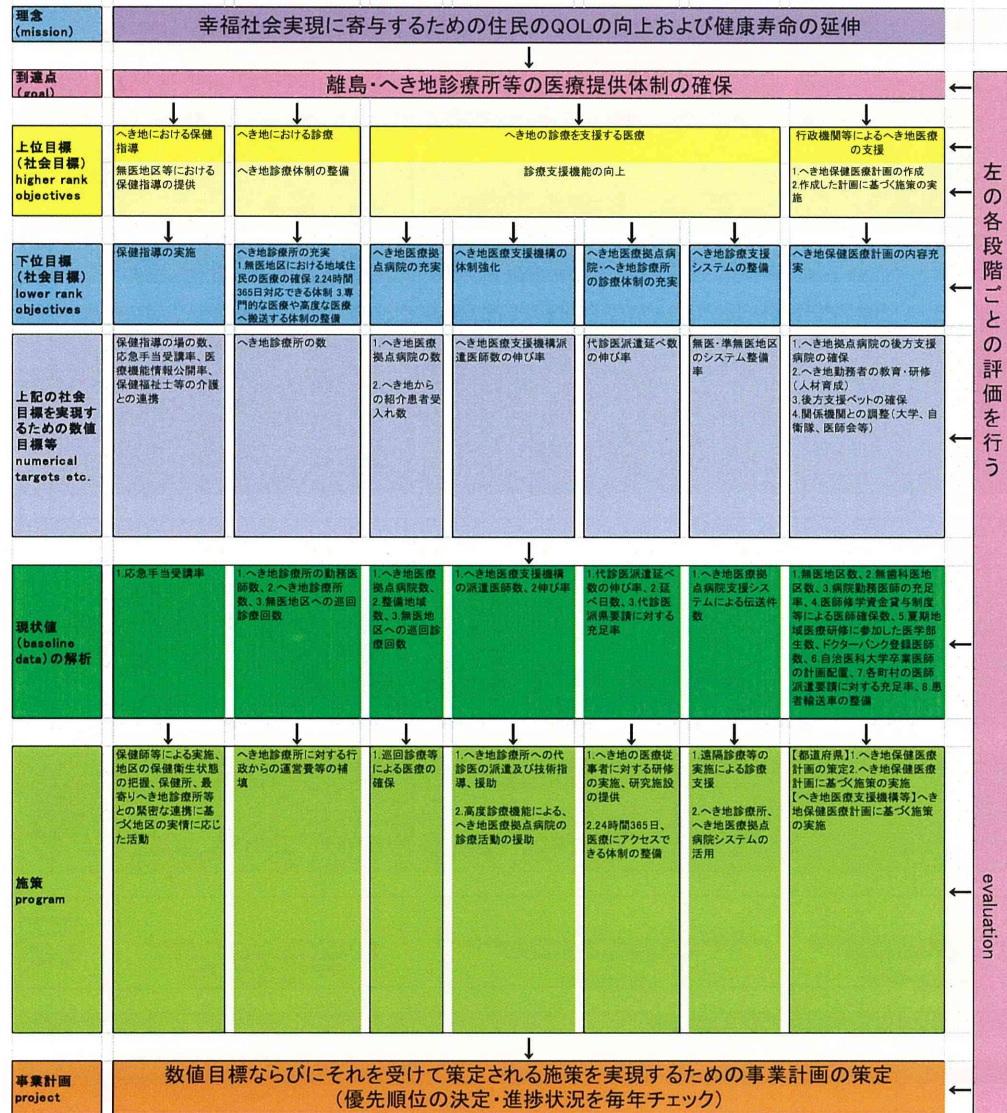 理念
(mission)
幸福社会実現に寄与するための住民のQOLの向上および健康寿命の延伸
到達点
(goal)
離島・へき地診療所等の医療提供体制の確保
上位目標
(社会目標)
higher rank
objectives
へき地における保健
指導
無医地区等における
保健指導の提供
へき地における診療
へき地診療体制の整備
へき地の診療を支援する医療
診療支援機能の向上
行政機関等によるへき地医療
の支援
1.へき地保健医療計画の作成
2.作成した計画に基づく施策の実
施
下位目標
(社会目標)
lower rank
objectives
保健指導の実施
へき地診療所の充実
1.無医地区における地域住
民の医療の確保 2.24時間
365日対応できる体制 3.専
門的な医療や高度な医療
へ搬送する体制の整備
へき地医療拠
点病院の充実
へき地医療支援機構の
体制強化
へき地医療拠点病
院・へき地診療所
の診療体制の充実
へき地診療支援
システムの整備
へき地保健医療計画の内容充
実
上記の社会
目標を実現す
るための数値
目標等
numerical
targets etc.
保健指導の場の数、
応急手当受講率、医
療機能情報公開率、
保健福祉士等の介護
との連携
へき地診療所の数
1.へき地医療
拠点病院の数
2.へき地から
の紹介患者受
入れ数
へき地医療支援機構派
遣医師数の伸び率
代診医派遣延べ数
の伸び率
無医・準無医地区
のシステム整備
率
1.へき地拠点病院の後方支援
病院の確保
2.へき地勤務者の教育・研修
(人材育成)
3.後方支援ベットの確保
4.関係機関との調整(大学、自
衛隊、医師会等)
現状値
(baseline
data)の解析
1.応急手当受講率
1.へき地診療所の勤務医
師数、2.へき地診療所
数、3.無医地区への巡回
診療回数
1.へき地医療
拠点病院数、
2.整備地域
数、3.無医地
区への巡回診
療回数
1.へき地医療支援機構
の派遣医師数、2伸び率
1.代診医派遣延べ
数の伸び率、2.延
べ日数、3.代診医
派県要請に対する
充足率
1.へき地医療拠
点病院支援シス
テムによる伝送件
数
1.無医地区数、2.無歯科医地
区数、3.病院勤務医師の充足
率、4.医師修学資金貸与制度
等による医師確保数、5.夏期地
域医療研修に参加した医学部
生数、ドクターバンク登録医師
数、6.自治医科大学卒業医師
の計画配置、7.各町村の医師
派遣要請に対する充足率、8.患
者輸送車の整備
施策
program
保健師等による実施、
地区の保健衛生状態
の把握、保健所、最
寄りへき地診療所等
との緊密な連携に基
づく地区の実情に応じ
た活動
へき地診療所に対する行
政からの運営費等の補
填
1.巡回診療等
による医療の
確保
1.へき地診療所への代
診医の派遣及び技術指
導、援助
2.高度診療機能による、
へき地医療拠点病院の
診療活動の援助
1.へき地の医療従
事者に対する研修
の実施、研究施設
の提供
2.24時間365日、
医療にアクセスで
きる体制の整備
1.遠隔診療等の
実施による診療
支援
2.へき地診療所、
へき地医療拠点
病院システムの
活用
【都道府県】1.へき地保健医療
計画の策定2.へき地保健医療
計画に基づく施策の実施
【へき地医療支援機構等】へき
地保健医療計画に基づく施策
の実施
事業計画
project
数値目標ならびにそれを受けて策定される施策を実現するための事業計画の策定
(優先順位の決定・進捗状況を毎年チェック)
左の各段階ごとの評価を行う
evaluation